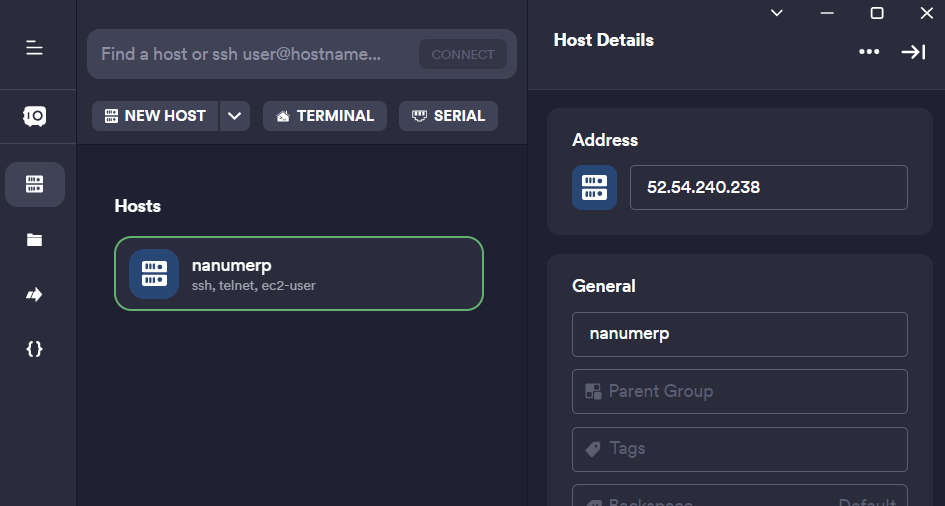 Find a host or ssh user@hostname...
CONNECT
NEW HOST
TERMINAL
SERIAL
Hosts
nanumerp
ssh, telnet, ec2-user
Host Details
Address
52.54.240.238
General
nanumerp
Parent Group
Tags
Backspace
Default